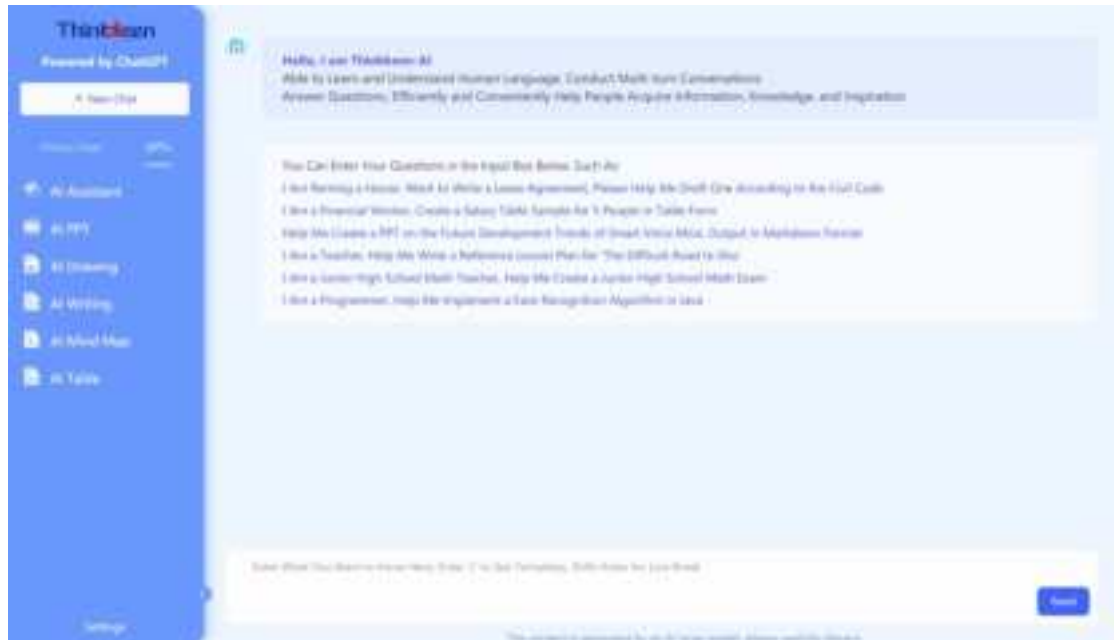 Powered by ChatGPT
+ New Chat
AI Assistant
AI PPT
AI Drawing
AI Writing
AI Mind Map
AI Table
Settings
Hello, I am AI
Able to Learn and Understand Human Language, Conduct Multi-turn Conversations
Answer Questions, Efficiently and Conveniently Help People Acquire Information, Knowledge, and Inspiration
You Can Enter Your Questions in the Input Box Below, Such As:
I Am Renting a House, Want to Write a Lease Agreement, Please Help Me Draft One According to the Civil Code
I Am a Financial Worker, Create a Salary Table Sample for 5 People in Table Form
Help Me Create a PPT on the Future Development Trends of Smart Voice Mice, Output in Markdown Format
I Am a Teacher, Help Me Write a Reference Lesson Plan for 'The Difficult Road to Shu'
I Am a Junior High School Math Teacher, Help Me Create a Junior High School Math Exam
I Am a Programmer, Help Me Implement a Face Recognition Algorithm in Java
Send